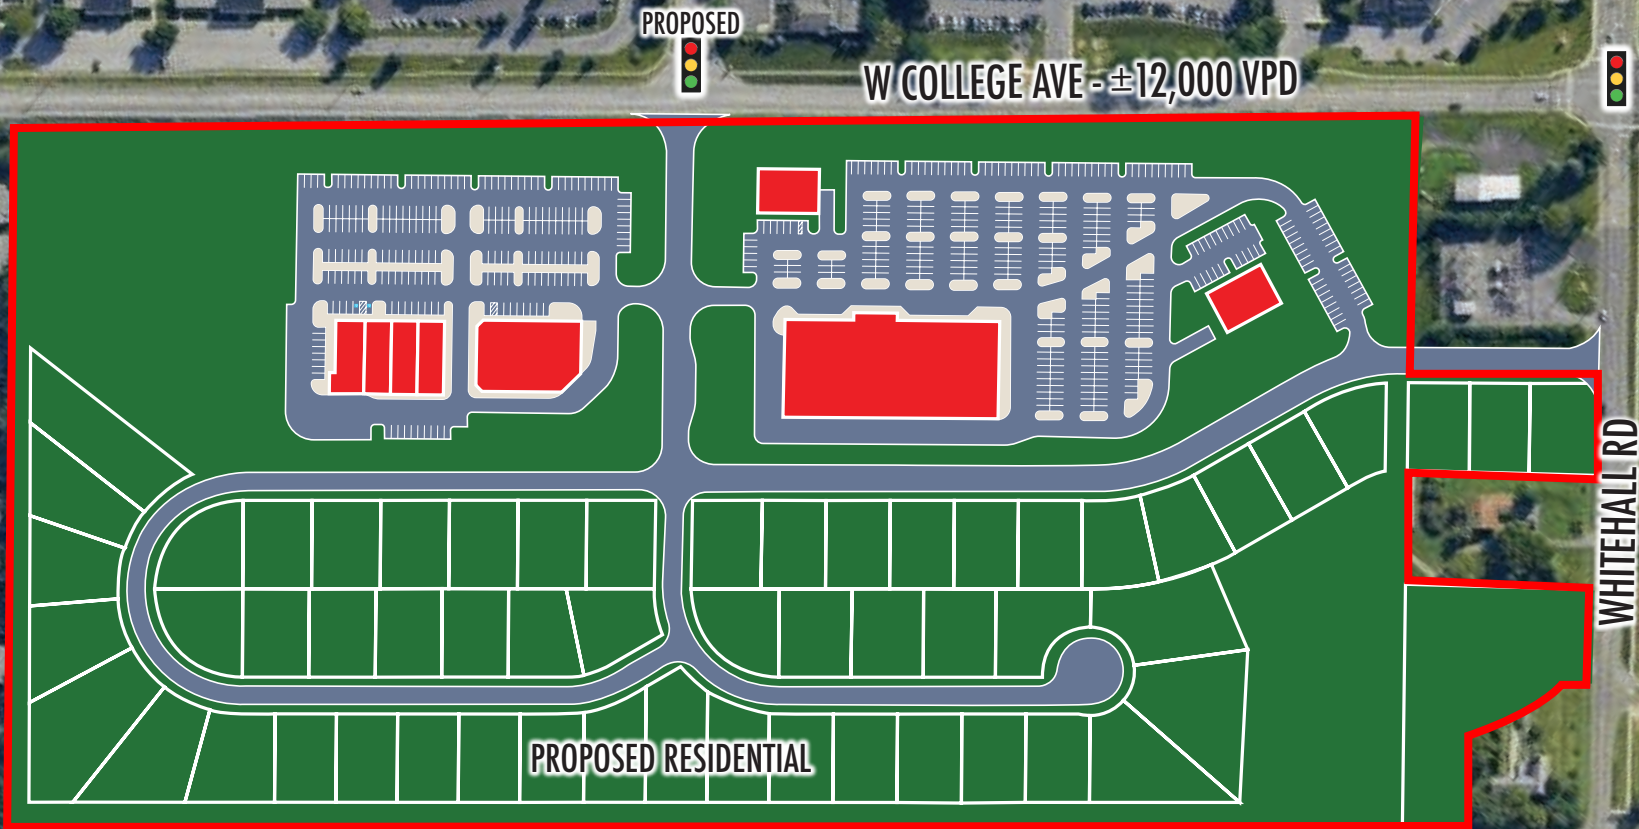 PROPOSED
W COLLEGE AVE - ±12,000 VPD
WHITEHALL RD
PROPOSED RESIDENTIAL